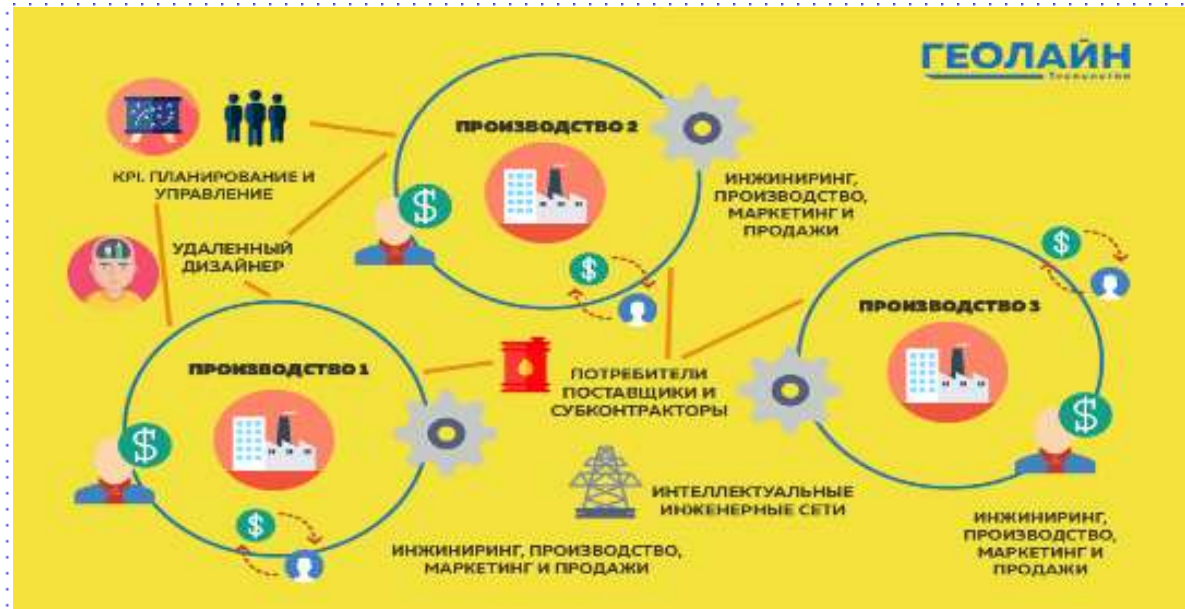 ГЕОЛАЙН
Технологии
ПРОИЗВОДСТВО 2
KPI. ПЛАНИРОВАНИЕ И
УПРАВЛЕНИЕ
ИНЖИНИРИНГ,
ПРОИЗВОДСТВО,
МАРКЕТИНГ И
ПРОДАЖИ
УДАЛЕННЫЙ
ДИЗАЙНЕР
ПРОИЗВОДСТВО 3
ПРОИЗВОДСТВО 1
ПОТРЕБИТЕЛИ
ПОСТАВЩИКИ И
СУБКОНТРАКТОРЫ
ИНТЕЛЛЕКТУАЛЬНЫЕ
ИНЖЕНЕРНЫЕ СЕТИ
ИНЖИНИРИНГ, ПРОИЗВОДСТВО,
МАРКЕТИНГ И ПРОДАЖИ
ИНЖИНИРИНГ,
ПРОИЗВОДСТВО,
МАРКЕТИНГ И
ПРОДАЖИ